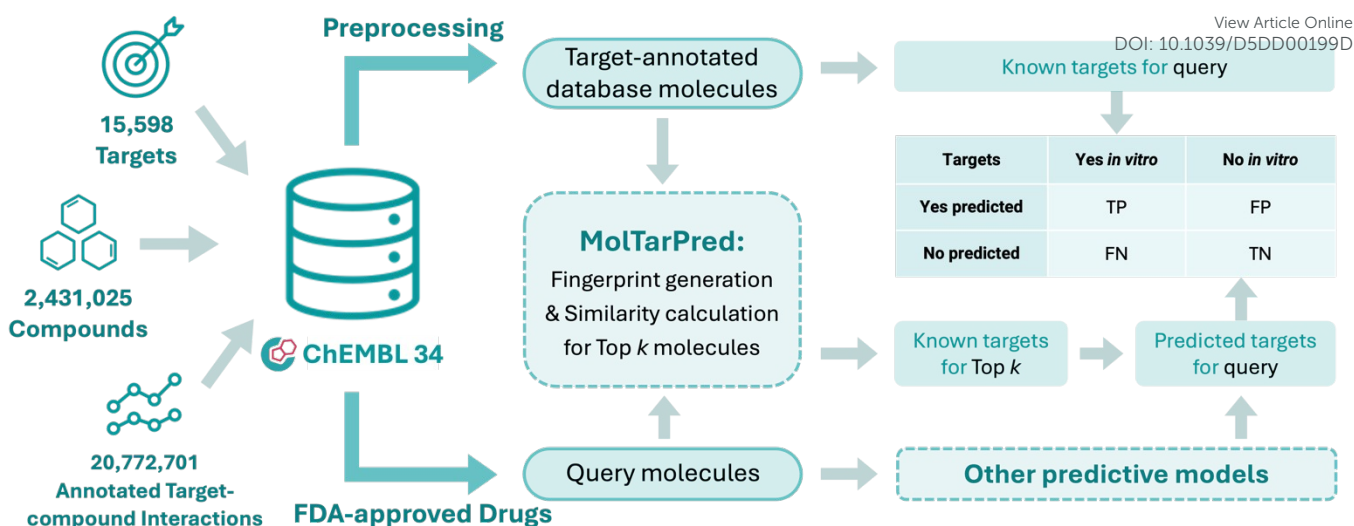 View Article Online
DOI: 10.1039/D5DD00199D
Preprocessing
15,598
Targets
2,431,025
Compounds
20,772,701
Annotated Target-
compound Interactions
ChEMBL 34
FDA-approved Drugs
Target-annotated
database molecules
MolTarPred:
Fingerprint generation
& Similarity calculation
for Top k molecules
Query molecules
Known targets for query
Targets Yes in vitro No in vitro
Yes predicted TP FP
No predicted FN TN
Known targets
for Top k
Predicted targets
for query
Other predictive models